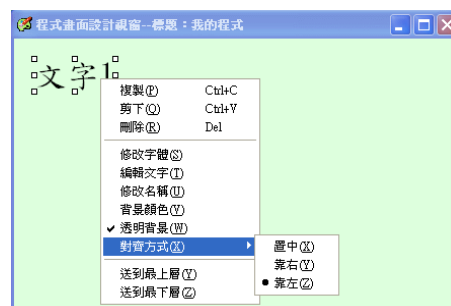 程式畫面設計視窗--標題：我的程式
文字1
複製(P) Ctrl+C
剪下(Q) Ctrl+V
刪除(R) Del
修改字體(S)
編輯文字(T)
修改名稱(U)
背景顏色(V)
透明背景(W)
對齊方式(X)
置中(X)
靠右(Y)
靠左(Z)
送到最上層(Y)
送到最下層(Z)